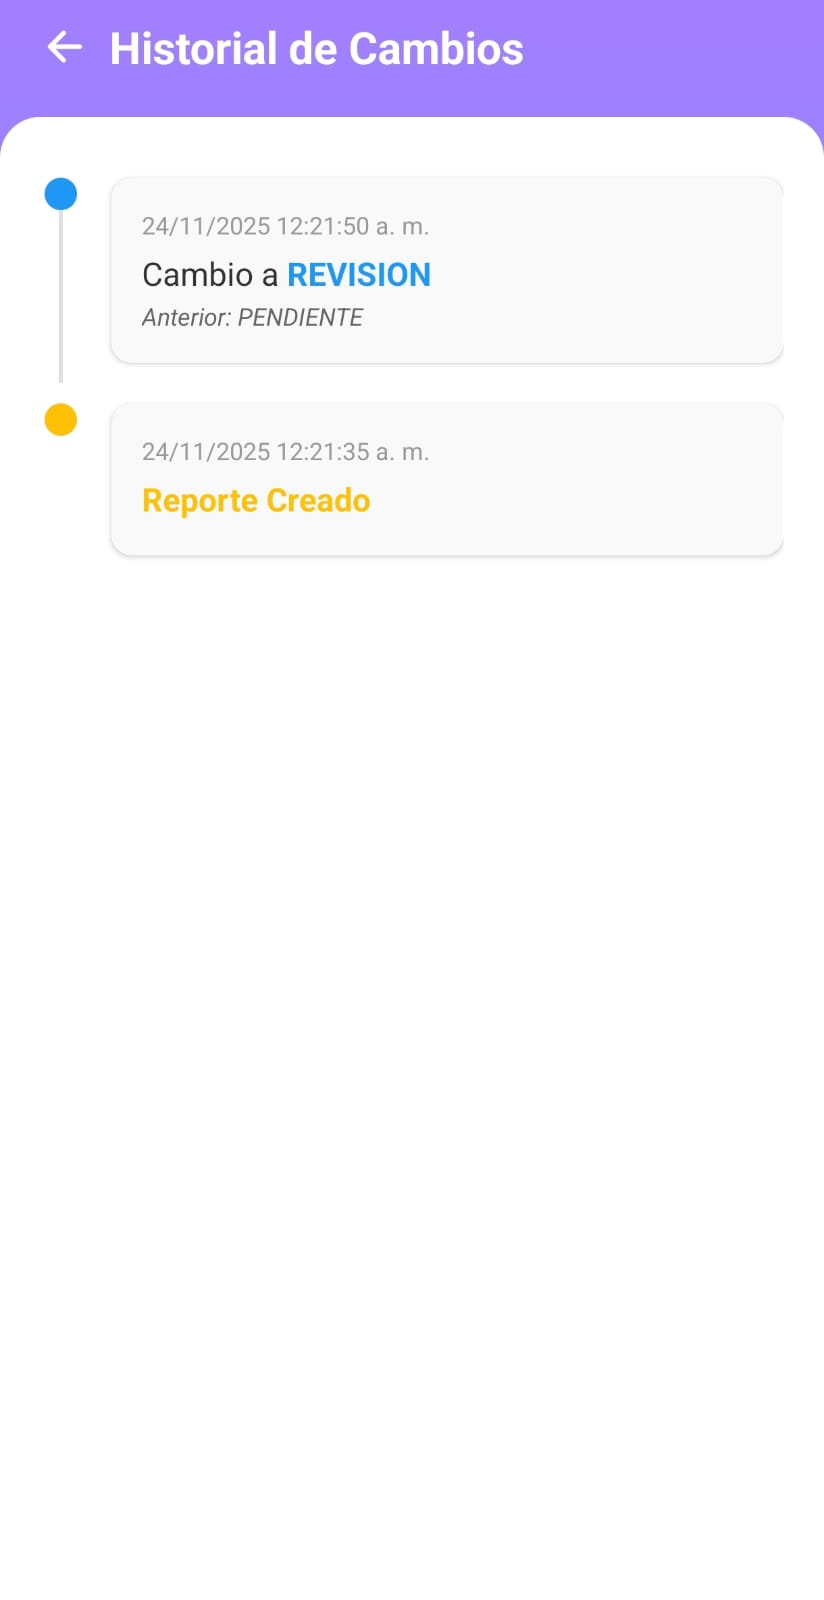 Historial de Cambios
24/11/2025 12:21:50 a. m.
Cambio a REVISION
Anterior: PENDIENTE
24/11/2025 12:21:35 a. m.
Reporte Creado